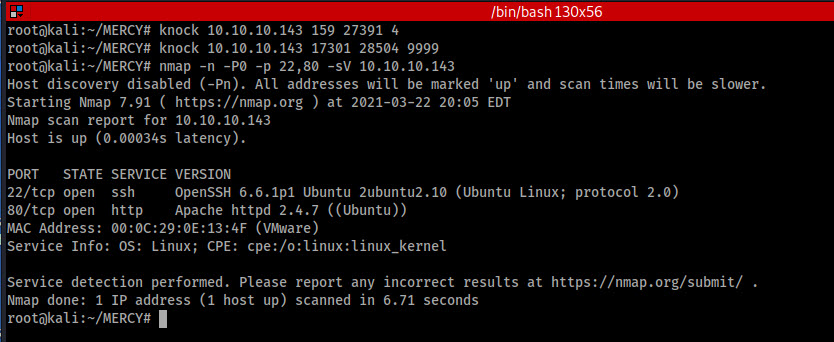 /bin/bash 130x56
root@kali:~/MERCY# knock 10.10.10.143 159 27391 4
root@kali:~/MERCY# knock 10.10.10.143 17301 28504 9999
root@kali:~/MERCY# nmap -n -P0 -p 22,80 -sV 10.10.10.143
Host discovery disabled (-Pn). All addresses will be marked 'up' and scan times will be slower.
Starting Nmap 7.91 ( https://nmap.org ) at 2021-03-22 20:05 EDT
Nmap scan report for 10.10.10.143
Host is up (0.00034s latency).
PORT   STATE SERVICE VERSION
22/tcp open  ssh     OpenSSH 6.6.1p1 Ubuntu 2ubuntu2.10 (Ubuntu Linux; protocol 2.0)
80/tcp open  http    Apache httpd 2.4.7 ((Ubuntu))
MAC Address: 00:0C:29:0E:13:4F (VMware)
Service Info: OS: Linux; CPE: cpe:/o:linux:linux_kernel
Service detection performed. Please report any incorrect results at https://nmap.org/submit/ .
Nmap done: 1 IP address (1 host up) scanned in 6.71 seconds
root@kali:~/MERCY#